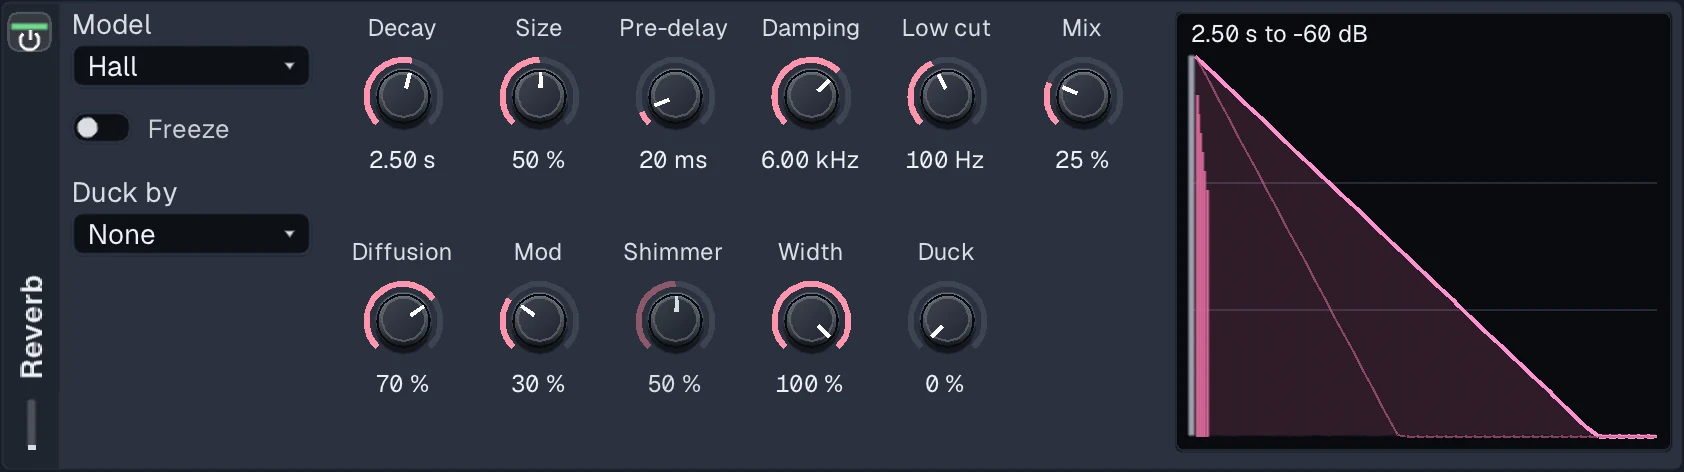 Model
Hall
Freeze
Duck by
None
Reverb
Decay Size Pre-delay Damping Low cut Mix
2.50 s 50 % 20 ms 6.00 kHz 100 Hz 25 %
Diffusion Mod Shimmer Width Duck
70 % 30 % 50 % 100 % 0 %
2.50 s to -60 dB